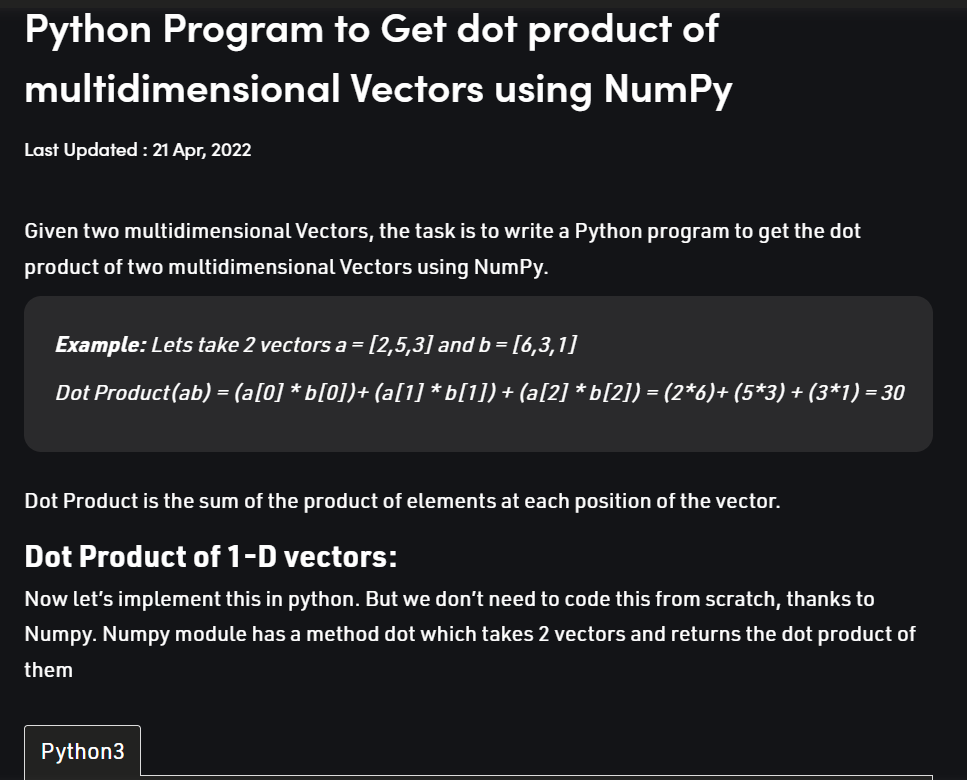 Python Program to Get dot product of
multidimensional Vectors using NumPy
Last Updated : 21 Apr, 2022
Given two multidimensional Vectors, the task is to write a Python program to get the dot
product of two multidimensional Vectors using NumPy.
Example: Lets take 2 vectors a = [2,5,3] and b = [6,3,1]
Dot Product(ab) = (a[0] * b[0])+ (a[1] * b[1]) + (a[2] * b[2]) = (2*6)+ (5*3) + (3*1) = 30
Dot Product is the sum of the product of elements at each position of the vector.
Dot Product of 1-D vectors:
Now let’s implement this in python. But we don’t need to code this from scratch, thanks to
Numpy. Numpy module has a method dot which takes 2 vectors and returns the dot product of
them
Python3